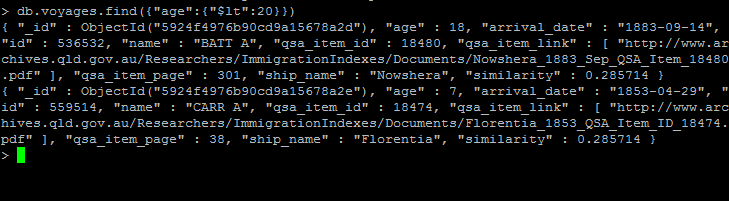 > db.voyages.find({"age":{"$lt":20}})
{ "_id" : ObjectId("5924f4976b90cd9a15678a2d"), "age" : 18, "arrival_date" : "1883-09-14",
"id" : 536532, "name" : "BATT A", "qsa_item_id" : 18480, "qsa_item_link" : [ "http://www.ar
chives.qld.gov.au/Researchers/ImmigrationIndexes/Documents/Nowshera_1883_Sep_QSA_Item_18480
.pdf" ], "qsa_item_page" : 301, "ship_name" : "Nowshera", "similarity" : 0.285714 }
{ "_id" : ObjectId("5924f4976b90cd9a15678a2e"), "age" : 7, "arrival_date" : "1853-04-29", "
id" : 559514, "name" : "CARR A", "qsa_item_id" : 18474, "qsa_item_link" : [ "http://www.arc
hives.qld.gov.au/Researchers/ImmigrationIndexes/Documents/Florentia_1853_QSA_Item_ID_18474.
pdf" ], "qsa_item_page" : 38, "ship_name" : "Florentia", "similarity" : 0.285714 }
>